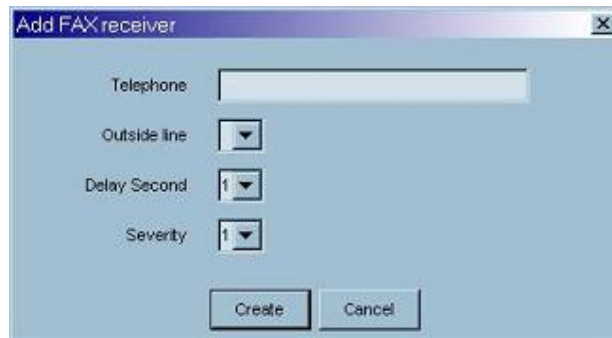 Add FAX receiver
Telephone
Outside line
Delay Second 1
Severity 1
Create Cancel